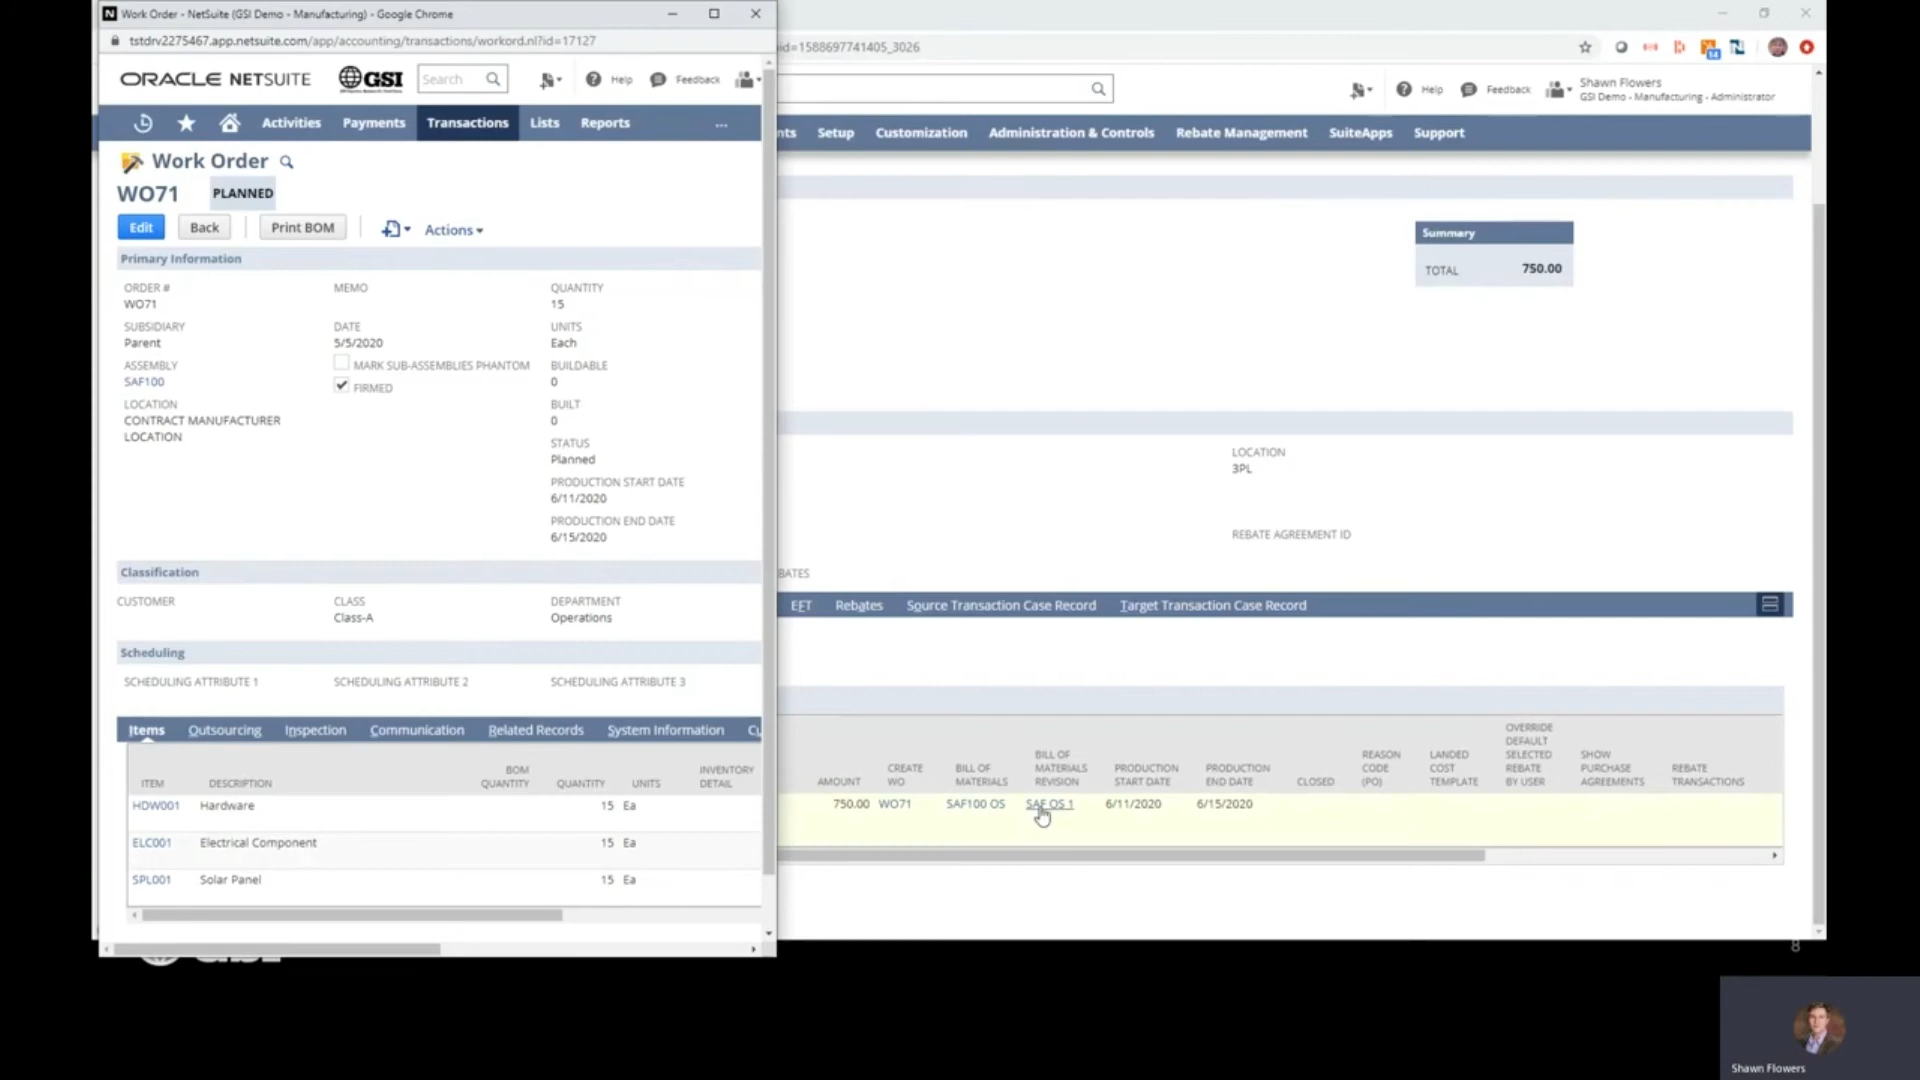 Work Order - NetSuite (GSI Demo - Manufacturing) - Google Chrome
tstdrv2275467.app.netsuite.com/app/accounting/transactions/workord.nl?id=17127
ORACLE NETSUITE
GSI
Search
Help
Feedback
Activities
Payments
Transactions
Lists
Reports
...
Work Order
WO71
PLANNED
Edit
Back
Print BOM
Actions
Primary Information
ORDER #
WO71
MEMO
QUANTITY
15
SUBSIDIARY
Parent
DATE
5/5/2020
UNITS
Each
ASSEMBLY
SAF100
MARK SUB-ASSEMBLIES PHANTOM
FIRMED
BUILDABLE
0
LOCATION
CONTRACT MANUFACTURER
LOCATION
BUILT
0
STATUS
Planned
PRODUCTION START DATE
6/11/2020
PRODUCTION END DATE
6/15/2020
Classification
CUSTOMER
CLASS
Class-A
DEPARTMENT
Operations
Scheduling
SCHEDULING ATTRIBUTE 1
SCHEDULING ATTRIBUTE 2
SCHEDULING ATTRIBUTE 3
Items
Outsourcing
Inspection
Communication
Related Records
System Information
Cu
ITEM
DESCRIPTION
BOM
QUANTITY
QUANTITY
UNITS
INVENTORY
DETAIL
HDW001 Hardware 15 Ea
ELC001 Electrical Component 15 Ea
SPL001 Solar Panel 15 Ea
id=1588697741405_3026
14
Help
Feedback
Shawn Flowers
GSI Demo - Manufacturing - Administrator
nts
Setup
Customization
Administration & Controls
Rebate Management
SuiteApps
Support
Summary
TOTAL 750.00
LOCATION
3PL
REBATE AGREEMENT ID
BATES
EFT
Rebates
Source Transaction Case Record
Target Transaction Case Record
AMOUNT
CREATE
WO
BILL OF
MATERIALS
BILL OF
MATERIALS
REVISION
PRODUCTION
START DATE
PRODUCTION
END DATE
CLOSED
REASON
CODE
(PO)
LANDED
COST
TEMPLATE
OVERRIDE
DEFAULT
SELECTED
REBATE
BY USER
SHOW
PURCHASE
AGREEMENTS
REBATE
TRANSACTIONS
750.00 WO71 SAF100 OS SAF OS 1 6/11/2020 6/15/2020
8
Shawn Flowers